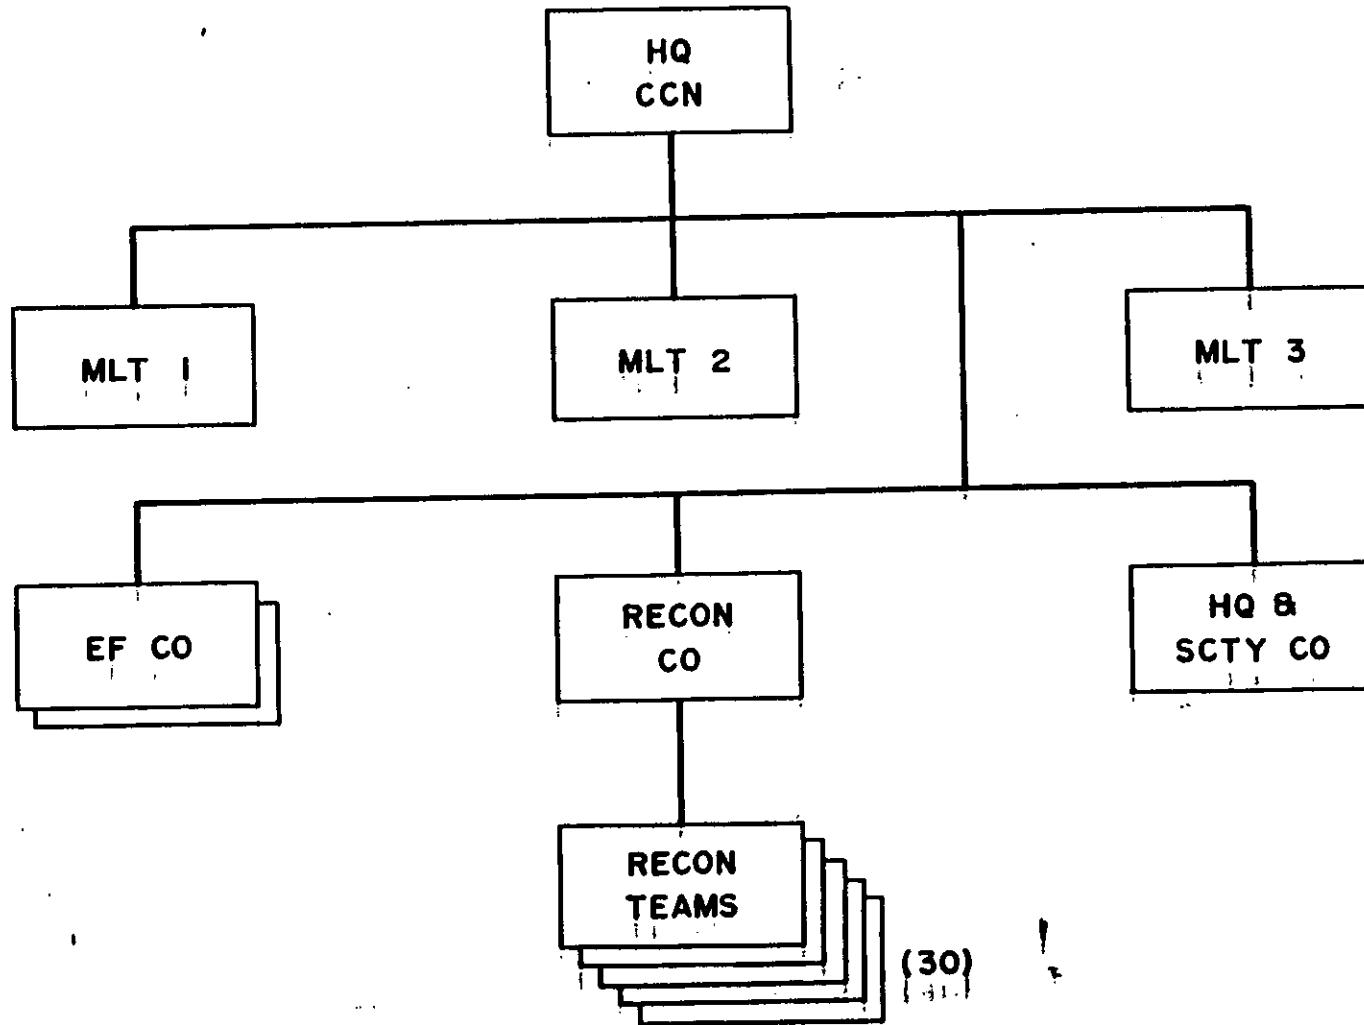 HQ
CCN
MLT 1
MLT 2
MLT 3
EF CO
RECON
CO
HQ &
SCTY CO
RECON
TEAMS
(30)